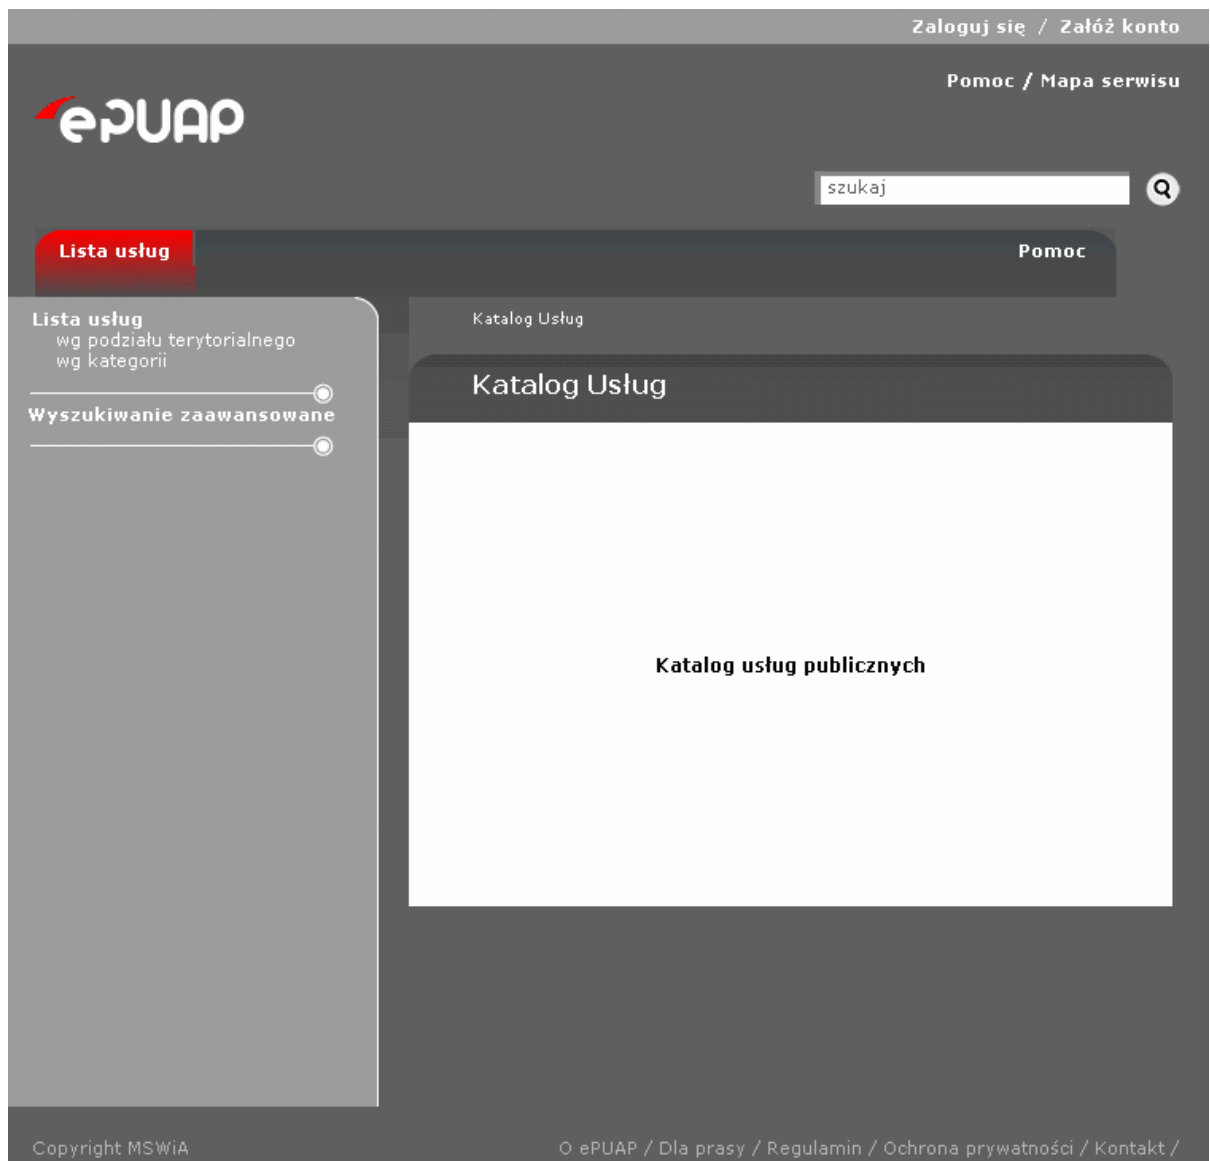 Zaloguj się / Załóż konto
Pomoc / Mapa serwisu
ePUAP
szukaj
Lista usług
Pomoc
Lista usług
wg podziału terytorialnego
wg kategorii
Wyszukiwanie zaawansowane
Katalog Usług
Katalog Usług
Katalog usług publicznych
Copyright MSWiA
O ePUAP / Dla prasy / Regulamin / Ochrona prywatności / Kontakt /